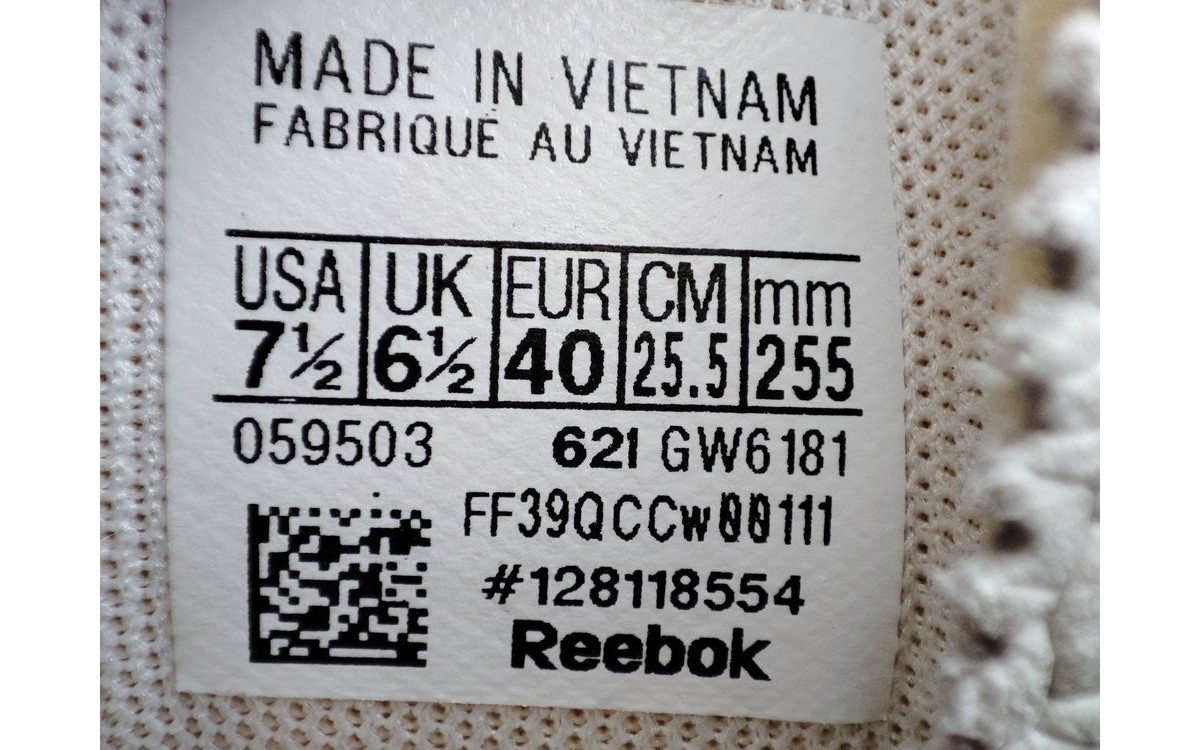 MADE IN VIETNAM
FABRIQUÉ AU VIETNAM
USA UK EUR CM mm
7½ 6½ 40 25.5 255
059503 621 GW6181
FF39QCCw00111
#128118554
Reebok